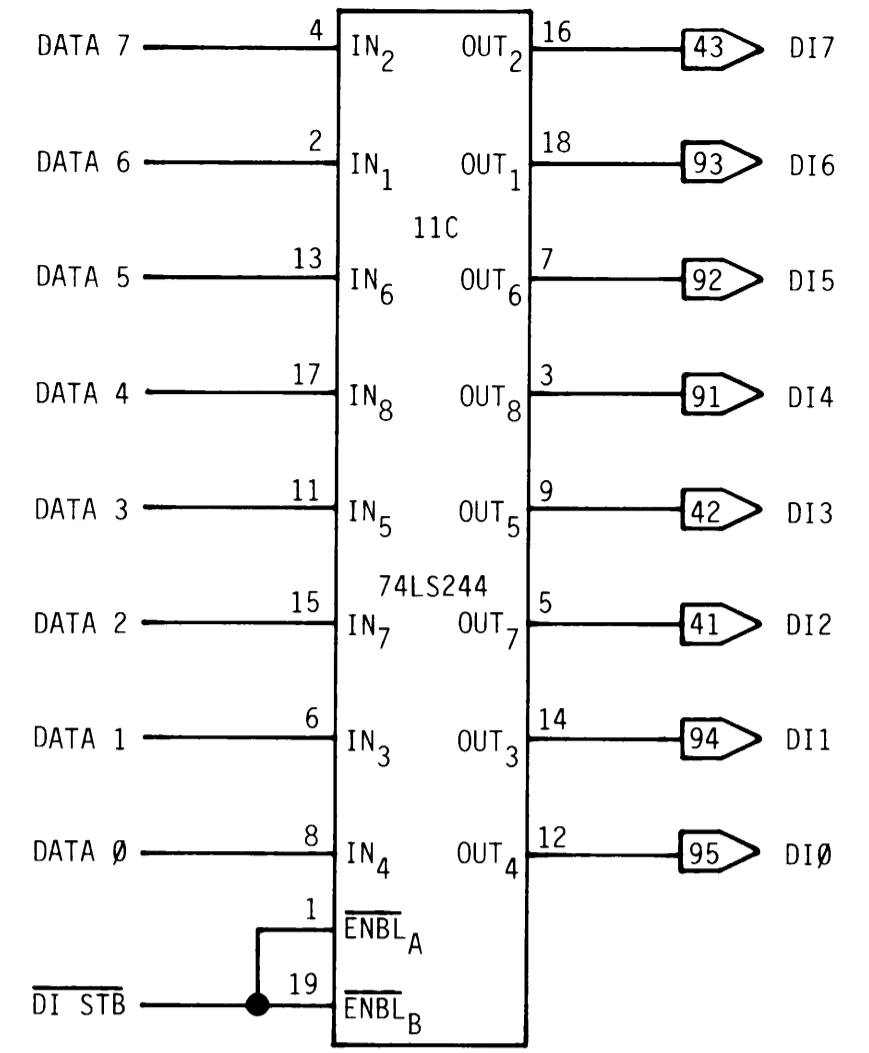 DATA 7 4 IN2 OUT2 16 43 DI7
DATA 6 2 IN1 OUT1 18 93 DI6
11C
DATA 5 13 IN6 OUT6 7 92 DI5
DATA 4 17 IN8 OUT8 3 91 DI4
DATA 3 11 IN5 OUT5 9 42 DI3
74LS244
DATA 2 15 IN7 OUT7 5 41 DI2
DATA 1 6 IN3 OUT3 14 94 DI1
DATA Ø 8 IN4 OUT4 12 95 DIØ
1 ENBLA
DI STB 19 ENBLB